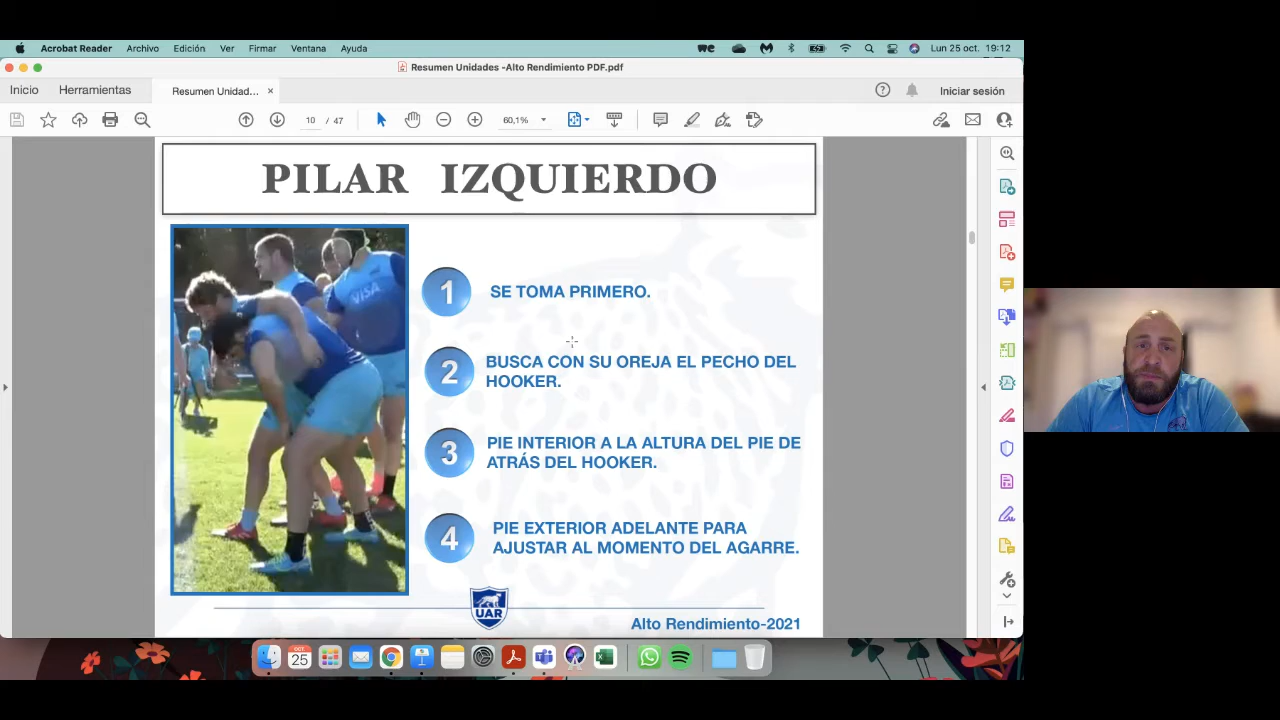 Acrobat Reader Archivo Edición Ver Firmar Ventana Ayuda Lun 25 oct. 19:12
Resumen Unidades -Alto Rendimiento PDF.pdf
Inicio Herramientas Resumen Unidad... × Iniciar sesión
10 / 47 60,1%
PILAR IZQUIERDO
VISA
1 SE TOMA PRIMERO.
2 BUSCA CON SU OREJA EL PECHO DEL
HOOKER.
3 PIE INTERIOR A LA ALTURA DEL PIE DE
ATRÁS DEL HOOKER.
4 PIE EXTERIOR ADELANTE PARA
AJUSTAR AL MOMENTO DEL AGARRE.
UAR
Alto Rendimiento-2021
OCT.
25